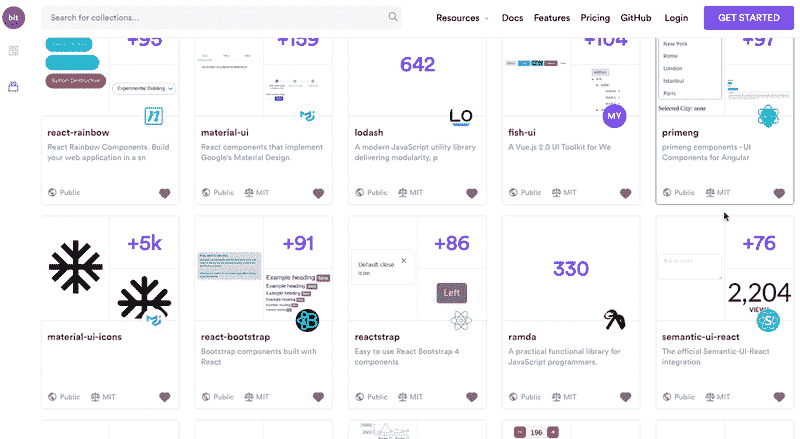 bit
Search for collections...
Resources
Docs
Features
Pricing
GitHub
Login
GET STARTED
+95
Experimental Building
react-rainbow
React Rainbow Components. Build
your web application in a sn
Public
+159
material-ui
React components that implement
Google's Material Design.
Public
MIT
642
LO
lodash
A modern JavaScript utility library
delivering modularity, p
Public
MIT
+104
MY
fish-ui
A Vue.js 2.0 UI Toolkit for We
Public
MIT
New York
Rome
London
Istanbul
Paris
Selected City: none
+97
primeng
primeng components - UI
Components for Angular
Public
MIT
+5k
material-ui-icons
Public
MIT
+91
Example heading New
Example heading New
Example heading
Example heading
Example heading
Example heading
react-bootstrap
Bootstrap components built with
React
Public
MIT
Default close
icon
+86
Left
reactstrap
Easy to use React Bootstrap 4
components
Public
MIT
330
ramda
A practical functional library for
JavaScript programmers.
Public
MIT
+76
2,204
VIEWS
semantic-ui-react
The official Semantic-UI-React
integration
Public
MIT
196